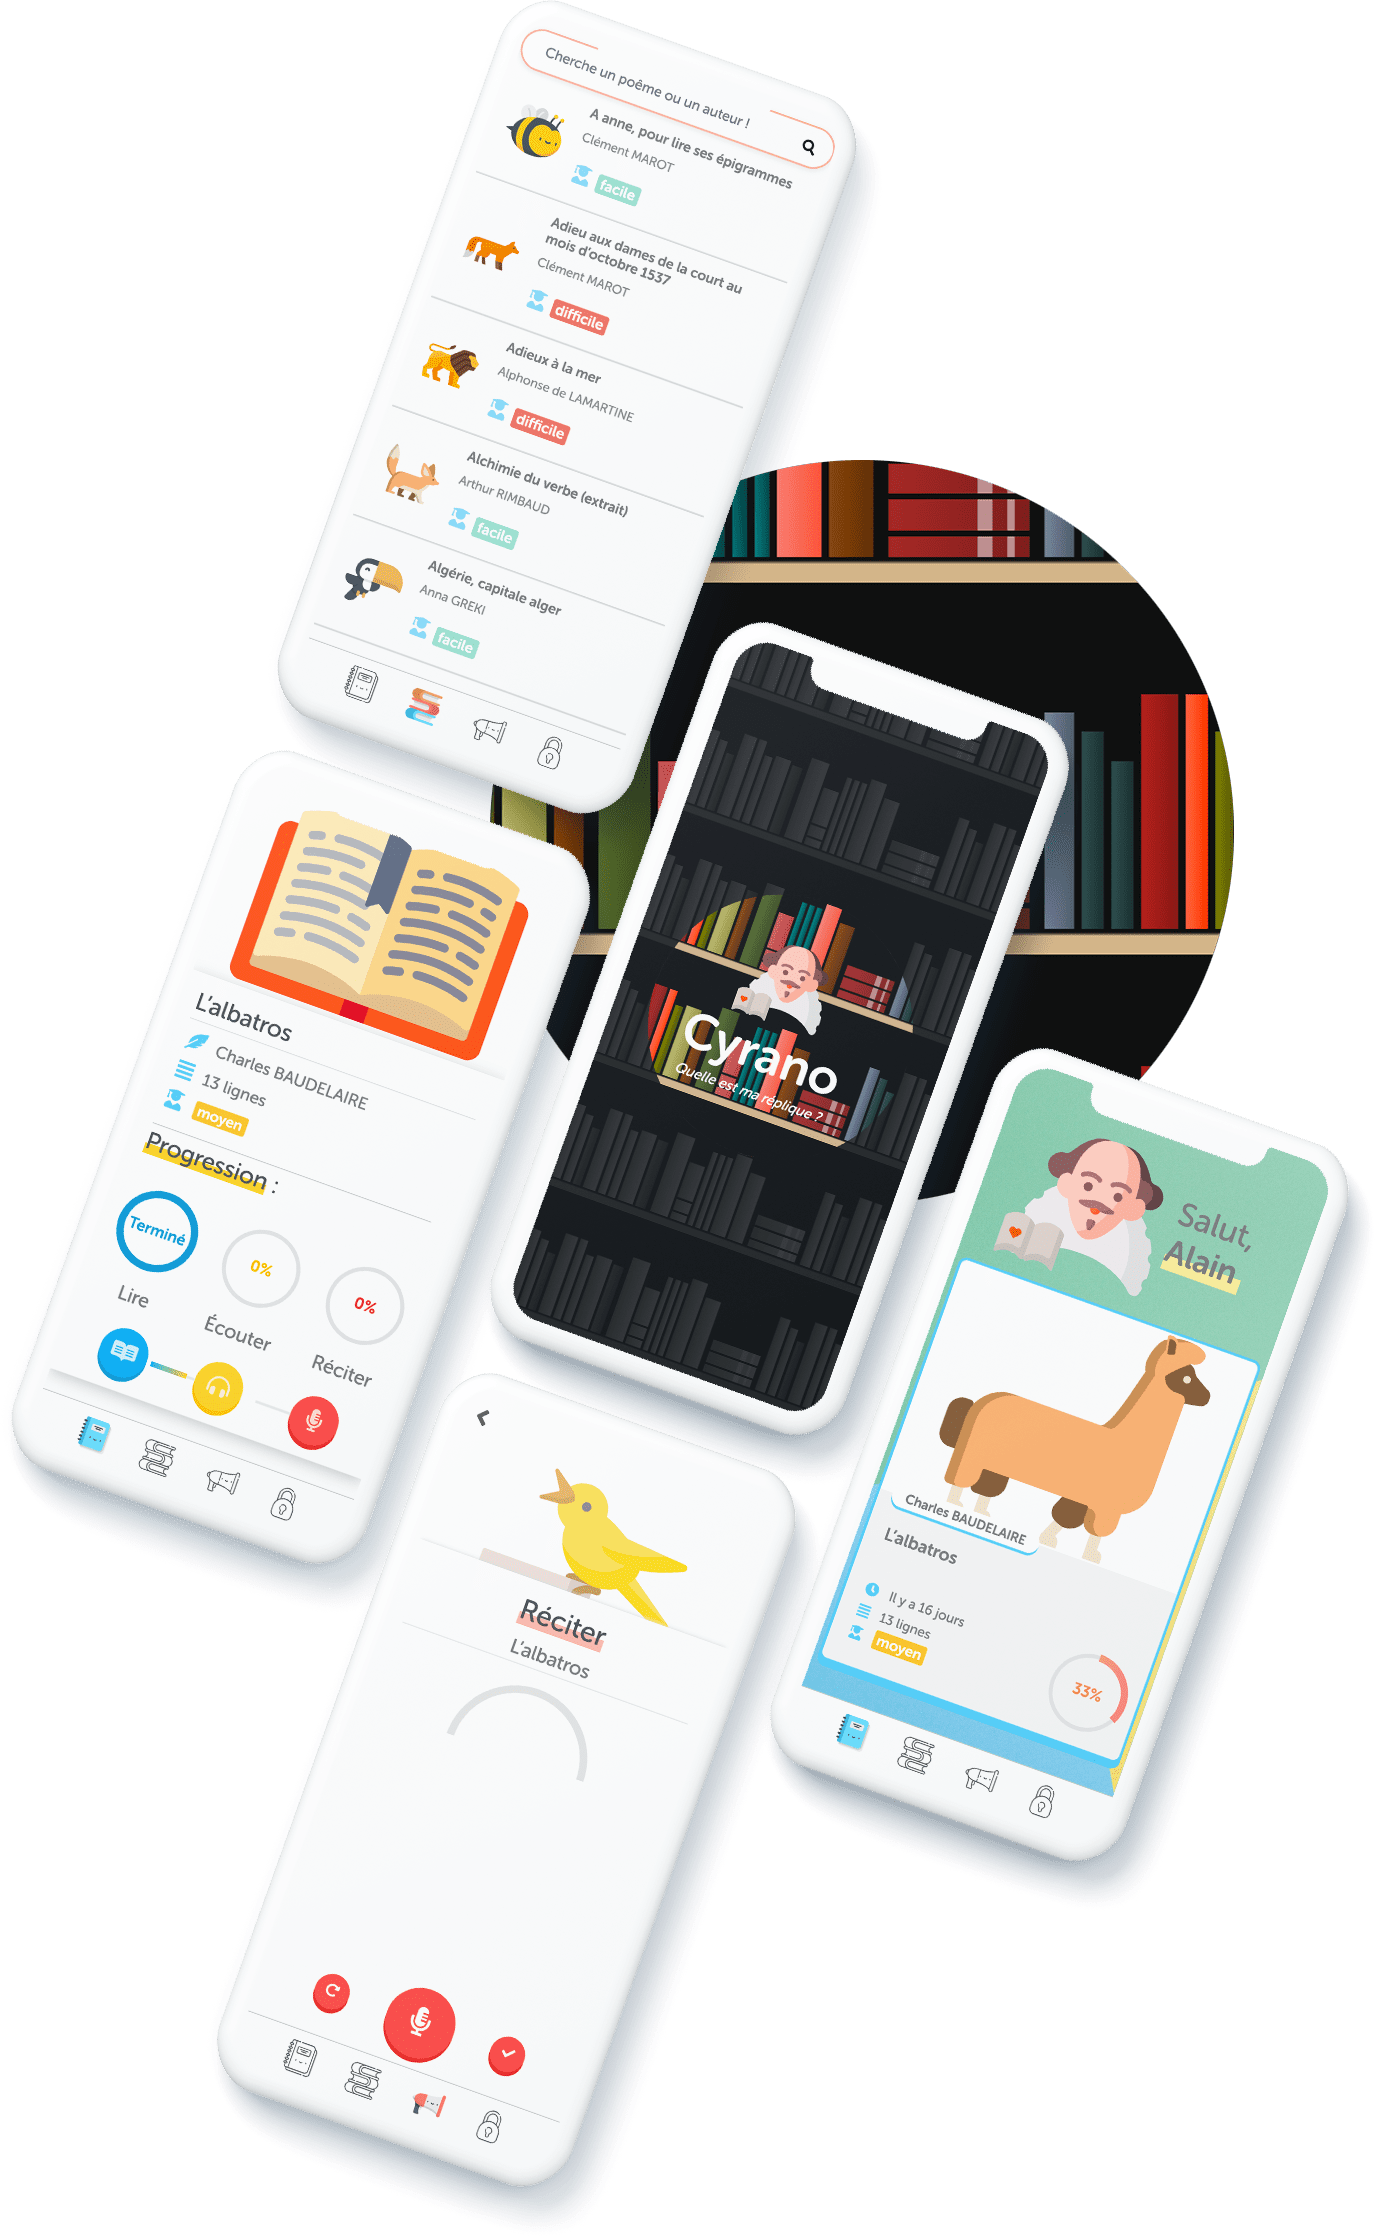 Cherche un poême ou un auteur !
A anne, pour lire ses épigrammes
Clément MAROT
facile
Adieu aux dames de la court au
mois d'octobre 1537
Clément MAROT
difficile
Adieux à la mer
Alphonse de LAMARTINE
difficile
Alchimie du verbe (extrait)
Arthur RIMBAUD
facile
Algérie, capitale alger
Anna GREKI
facile
L'albatros
Charles BAUDELAIRE
13 lignes
moyen
Progression :
Terminé
0%
0%
Lire
Écouter
Réciter
Cyrano
Quelle est ma réplique ?
Salut,
Alain
Charles BAUDELAIRE
L'albatros
Il y a 16 jours
13 lignes
moyen
33%
Réciter
L'albatros